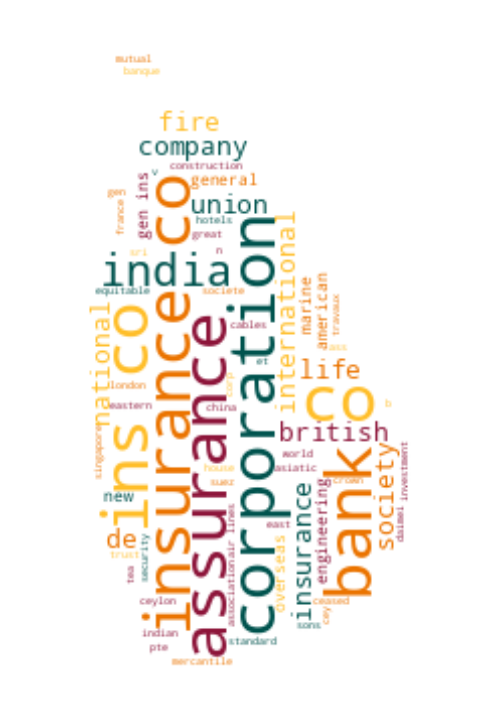 mutual
banque
fire
company
construction
v
general
gen
gen ins
france
insurance co
union
hotels
great
n
sri
india
equitable
societe
international
corporation
marine
american
travaux
national
ins co
assurance
cables
et
ass
life
london
corp
co
b
eastern
china
british
singapore
world
asiatic
house
suez
bank
crown
society
investment
daimei
new
insurance
engineering
lines
east
de
trust
security
air
association
overseas
tea
ceylon
ceased
cey
sons
indian
standard
pte
mercantile